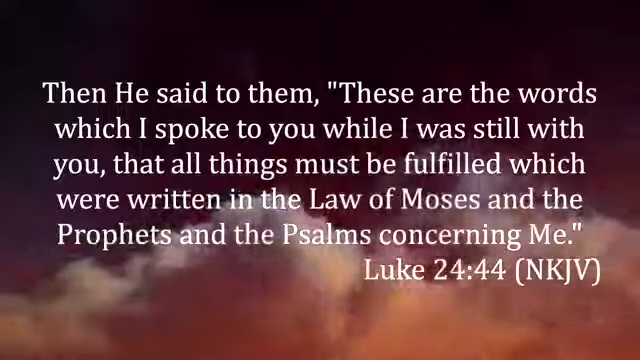 Then He said to them, "These are the words
which I spoke to you while I was still with
you, that all things must be fulfilled which
were written in the Law of Moses and the
Prophets and the Psalms concerning Me."
Luke 24:44 (NKJV)